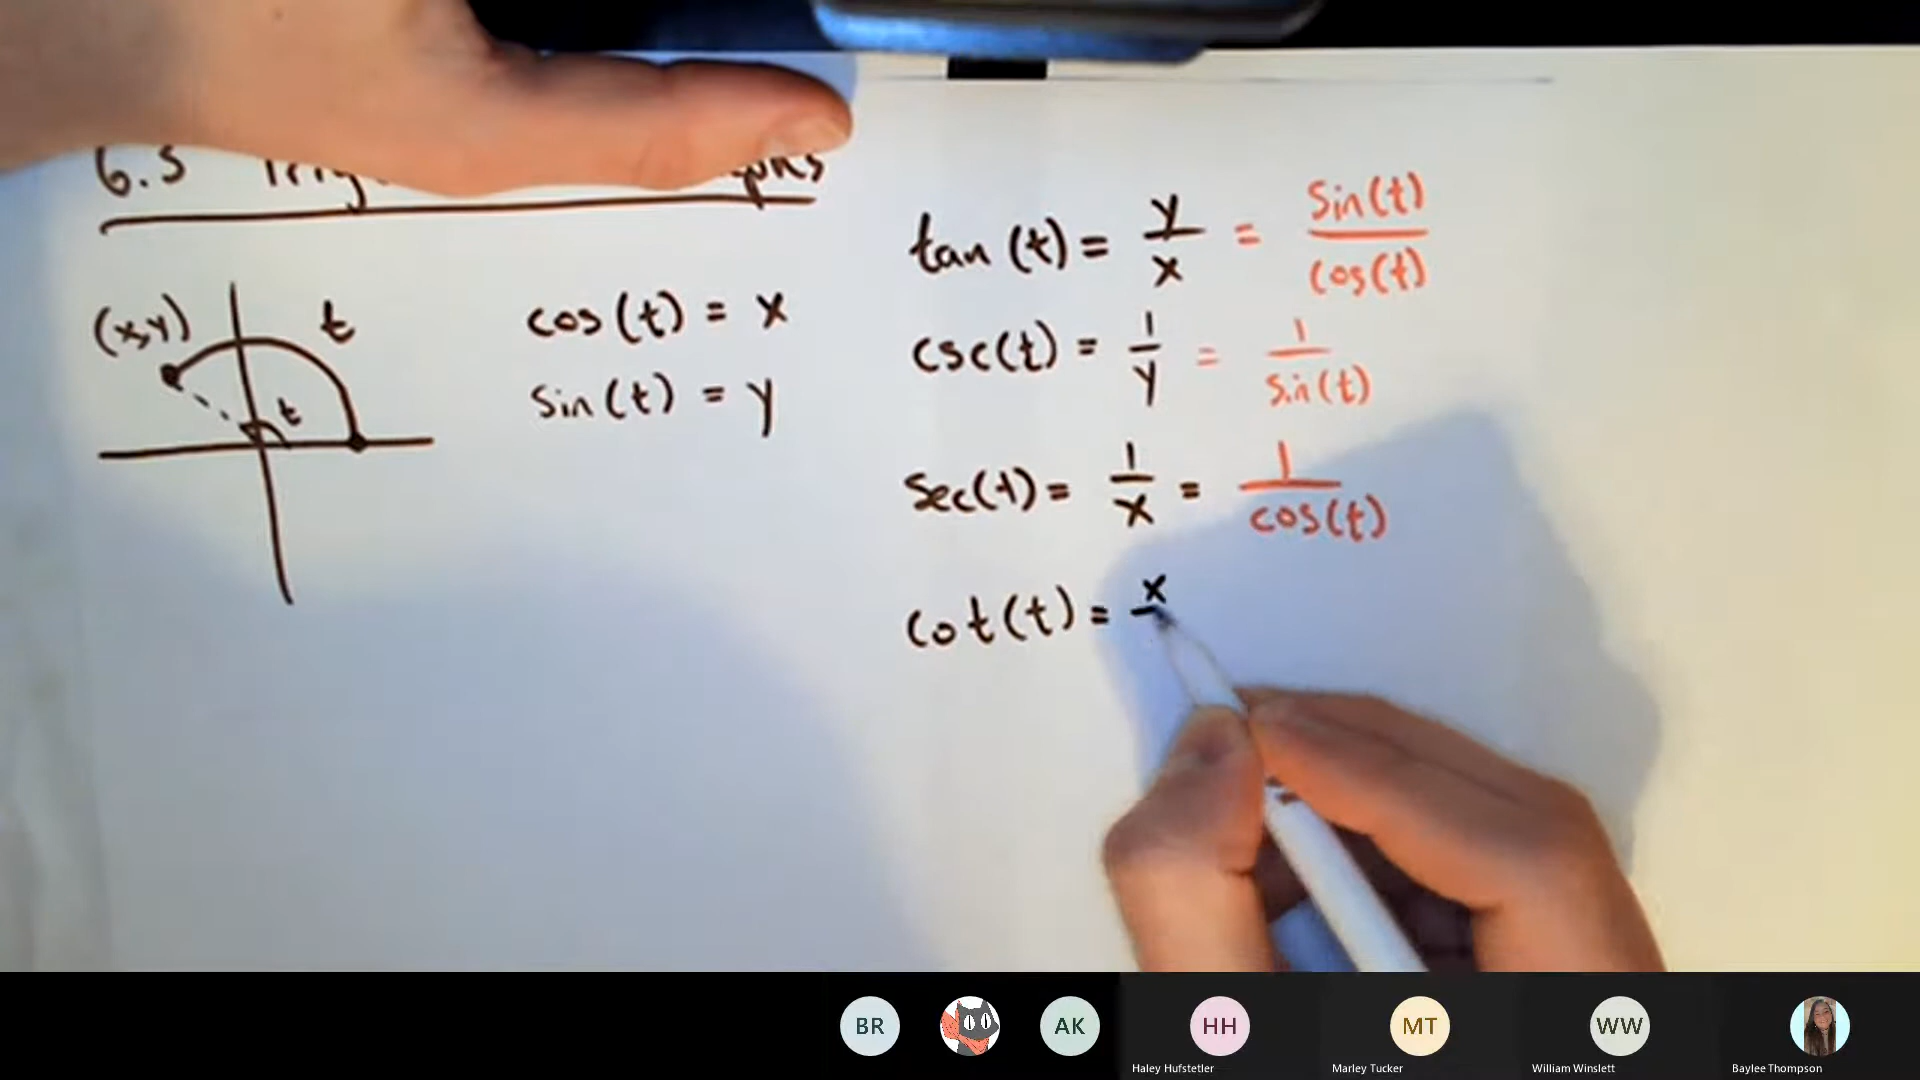 6.5
(x,y) t
t
cos(t) = x
sin(t) = y
tan(t) = y/x = sin(t)/cos(t)
csc(t) = 1/y = 1/sin(t)
sec(t) = 1/x = 1/cos(t)
cot(t) = x
BR AK HH MT WW
Haley Hufstetler Marley Tucker William Winslett Baylee Thompson